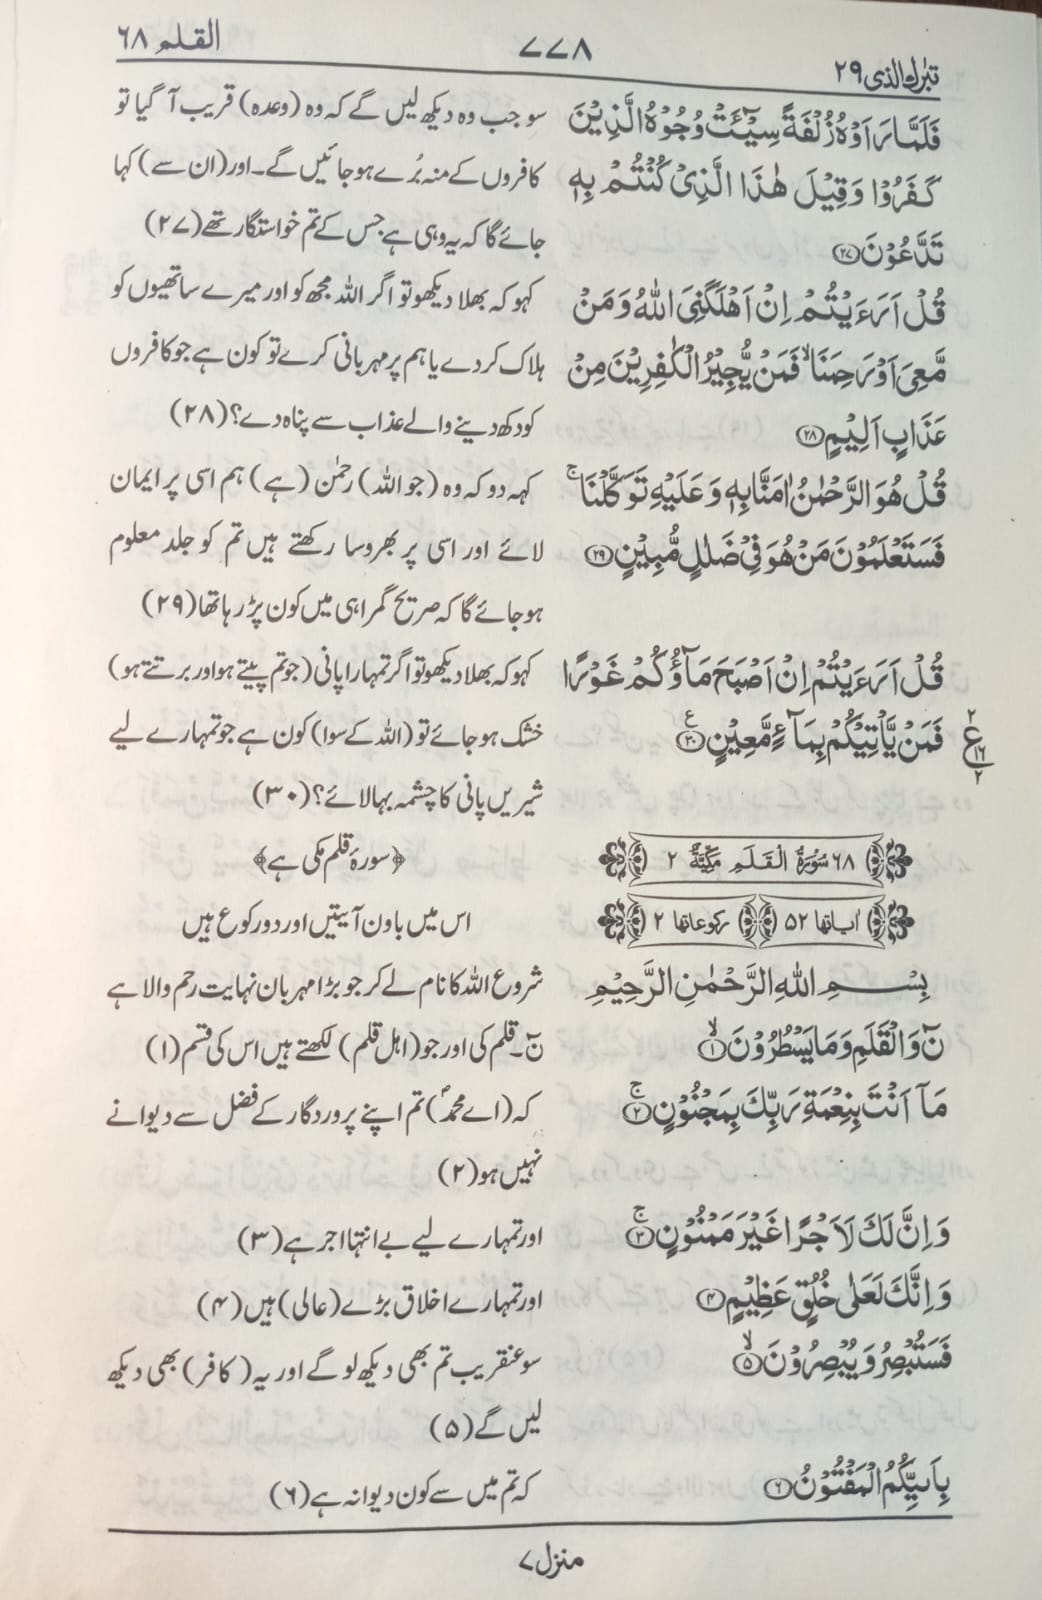 تبٰرك الذی ۲۹
۷۷۸
القلم ۶۸
فَلَمَّا رَاَوْهُ زُلْفَةً سِیْٓـَٔتْ وُجُوْهُ الَّذِیْنَ
كَفَرُوْا وَ قِیْلَ هٰذَا الَّذِیْ كُنْتُمْ بِهٖ
تَدَّعُوْنَ ﴿۲۷﴾
قُلْ اَرَءَیْتُمْ اِنْ اَهْلَكَنِیَ اللّٰهُ وَ مَنْ
مَّعِیَ اَوْ رَحِمَنَا ۙ فَمَنْ یُّجِیْرُ الْكٰفِرِیْنَ مِنْ
عَذَابٍ اَلِیْمٍ ﴿۲۸﴾
قُلْ هُوَ الرَّحْمٰنُ اٰمَنَّا بِهٖ وَ عَلَیْهِ تَوَكَّلْنَا ۚ
فَسَتَعْلَمُوْنَ مَنْ هُوَ فِیْ ضَلٰلٍ مُّبِیْنٍ ﴿۲۹﴾
قُلْ اَرَءَیْتُمْ اِنْ اَصْبَحَ مَآؤُكُمْ غَوْرًا
فَمَنْ یَّاْتِیْكُمْ بِمَآءٍ مَّعِیْنٍ ﴿۳۰﴾ ع
۲ ع ۱۶ ۲
۶۸ سُوْرَةُ الْقَلَمِ مَكِّیَّةٌ ۲
اٰیاتها ۵۲ رکوعاتها ۲
بِسْمِ اللّٰهِ الرَّحْمٰنِ الرَّحِیْمِ
نٓ وَ الْقَلَمِ وَ مَا یَسْطُرُوْنَ ۙ﴿۱﴾
مَاۤ اَنْتَ بِنِعْمَةِ رَبِّكَ بِمَجْنُوْنٍ ۚ﴿۲﴾
وَ اِنَّ لَكَ لَاَجْرًا غَیْرَ مَمْنُوْنٍ ۚ﴿۳﴾
وَ اِنَّكَ لَعَلٰی خُلُقٍ عَظِیْمٍ ﴿۴﴾
فَسَتُبْصِرُ وَ یُبْصِرُوْنَ ۙ﴿۵﴾
بِاَىیِّكُمُ الْمَفْتُوْنُ ﴿۶﴾
سو جب وہ دیکھ لیں گے کہ وہ (وعدہ) قریب آ گیا تو
کافروں کے منہ بُرے ہو جائیں گے۔ اور (ان سے) کہا
جائے گا کہ یہ وہی ہے جس کے تم خواستگار تھے (۲۷)
کہو کہ بھلا دیکھو تو اگر اللہ مجھ کو اور میرے ساتھیوں کو
ہلاک کر دے یا ہم پر مہربانی کرے تو کون ہے جو کافروں
کو دکھ دینے والے عذاب سے پناہ دے؟ (۲۸)
کہہ دو کہ وہ (جو اللہ) رحمٰن (ہے) ہم اسی پر ایمان
لائے اور اسی پر بھروسا رکھتے ہیں تم کو جلد معلوم
ہو جائے گا کہ صریح گمراہی میں کون پڑ رہا تھا (۲۹)
کہو کہ بھلا دیکھو تو اگر تمہارا پانی (جو تم پیتے ہو اور برتتے ہو)
خشک ہو جائے تو (اللہ کے سوا) کون ہے جو تمہارے لیے
شیریں پانی کا چشمہ بہا لائے؟ (۳۰)
﴿سورۂ قلم مکی ہے﴾
اس میں باون آیتیں اور دو رکوع ہیں
شروع اللہ کا نام لے کر جو بڑا مہربان نہایت رحم والا ہے
نٓ۔ قلم کی اور جو (اہل قلم) لکھتے ہیں اس کی قسم (۱)
کہ (اے محمدؐ) تم اپنے پروردگار کے فضل سے دیوانے
نہیں ہو (۲)
اور تمہارے لیے بے انتہا اجر ہے (۳)
اور تمہارے اخلاق بڑے (عالی) ہیں (۴)
سو عنقریب تم بھی دیکھ لو گے اور یہ (کافر) بھی دیکھ
لیں گے (۵)
کہ تم میں سے کون دیوانہ ہے (۶)
منزل ۷